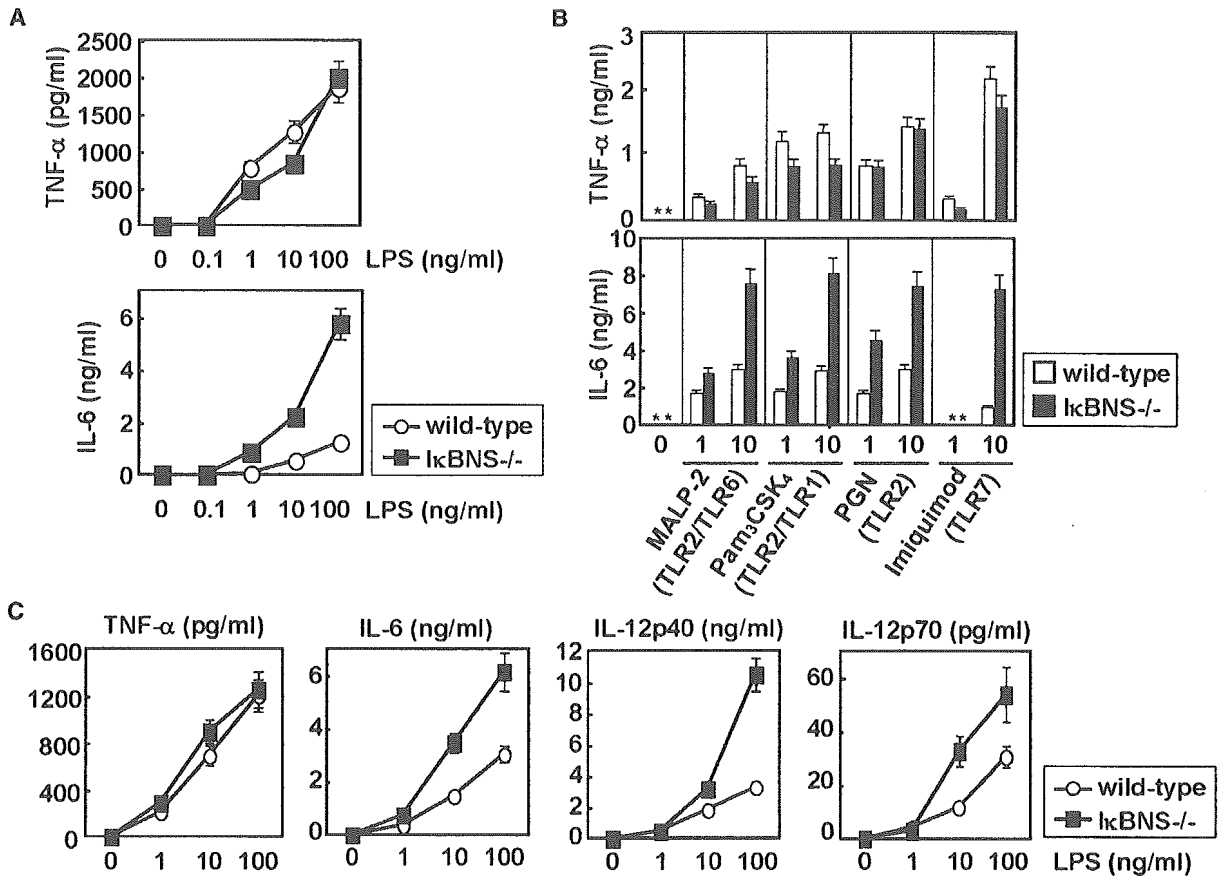 A
TNF-α (pg/ml)
2500
2000
1500
1000
500
0
0 0.1 1 10 100 LPS (ng/ml)
IL-6 (ng/ml)
6
4
2
0
0 0.1 1 10 100 LPS (ng/ml)
wild-type
IκBNS-/-
B
TNF-α (ng/ml)
3
2
1
0
**
IL-6 (ng/ml)
10
8
6
4
2
0
** **
0 1 10 1 10 1 10 1 10
MALP-2
(TLR2/TLR6)
Pam₃CSK₄
(TLR2/TLR1)
PGN
(TLR2)
Imiquimod
(TLR7)
wild-type
IκBNS-/-
C
TNF-α (pg/ml)
1600
1200
800
400
0
0 1 10 100
IL-6 (ng/ml)
6
4
2
0
0 1 10 100
IL-12p40 (ng/ml)
12
10
8
6
4
2
0
0 1 10 100
IL-12p70 (pg/ml)
60
40
20
0
0 1 10 100
wild-type
IκBNS-/-
LPS (ng/ml)